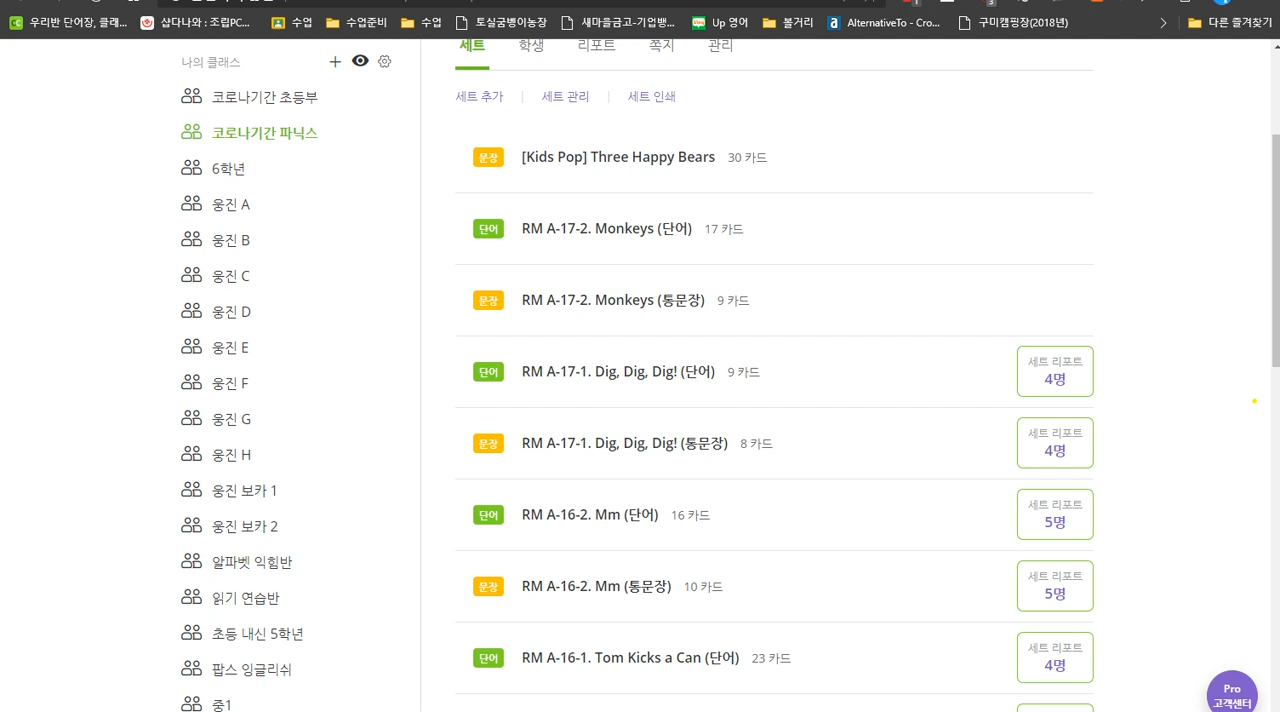 우리반 단어장, 클래... 샵다나와 : 조립PC... 수업 수업준비 수업 토실금뱅이농장 새마을금고-기업뱅... Up 영어 볼거리 AlternativeTo - Cro... 구미캠핑장(2018년) 다른 즐겨찾기
세트 학생 리포트 쪽지 관리
나의 클래스
세트 추가 | 세트 관리 | 세트 인쇄
코로나기간 초등부
코로나기간 파닉스
6학년
웅진 A
웅진 B
웅진 C
웅진 D
웅진 E
웅진 F
웅진 G
웅진 H
웅진 보카 1
웅진 보카 2
알파벳 익힘반
읽기 연습반
초등 내신 5학년
팝스 잉글리쉬
중1
문장 [Kids Pop] Three Happy Bears 30 카드
단어 RM A-17-2. Monkeys (단어) 17 카드
문장 RM A-17-2. Monkeys (통문장) 9 카드
단어 RM A-17-1. Dig, Dig, Dig! (단어) 9 카드
세트 리포트
4명
문장 RM A-17-1. Dig, Dig, Dig! (통문장) 8 카드
세트 리포트
4명
단어 RM A-16-2. Mm (단어) 16 카드
세트 리포트
5명
문장 RM A-16-2. Mm (통문장) 10 카드
세트 리포트
5명
단어 RM A-16-1. Tom Kicks a Can (단어) 23 카드
세트 리포트
4명
Pro
고객센터